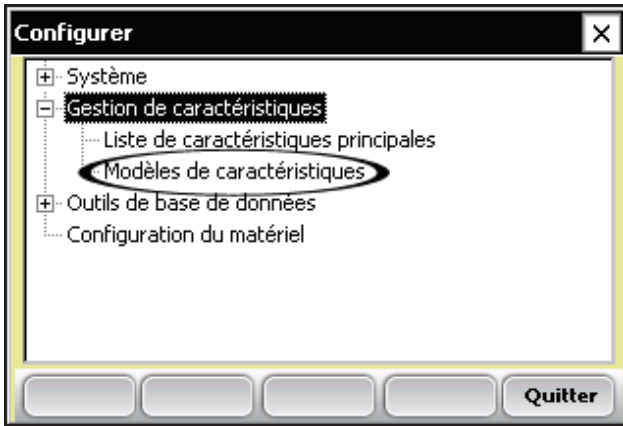 Configurer
Système
Gestion de caractéristiques
Liste de caractéristiques principales
Modèles de caractéristiques
Outils de base de données
Configuration du matériel
Quitter